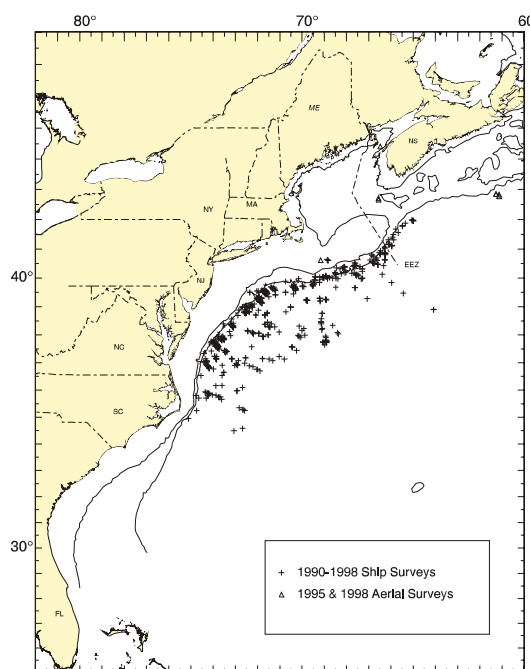 80° 70° 60
ME
NS
NY MA
EEZ
NJ
40°
NC
SC
30°
+ 1990-1998 Ship Surveys
△ 1995 & 1998 Aerial Surveys
FL